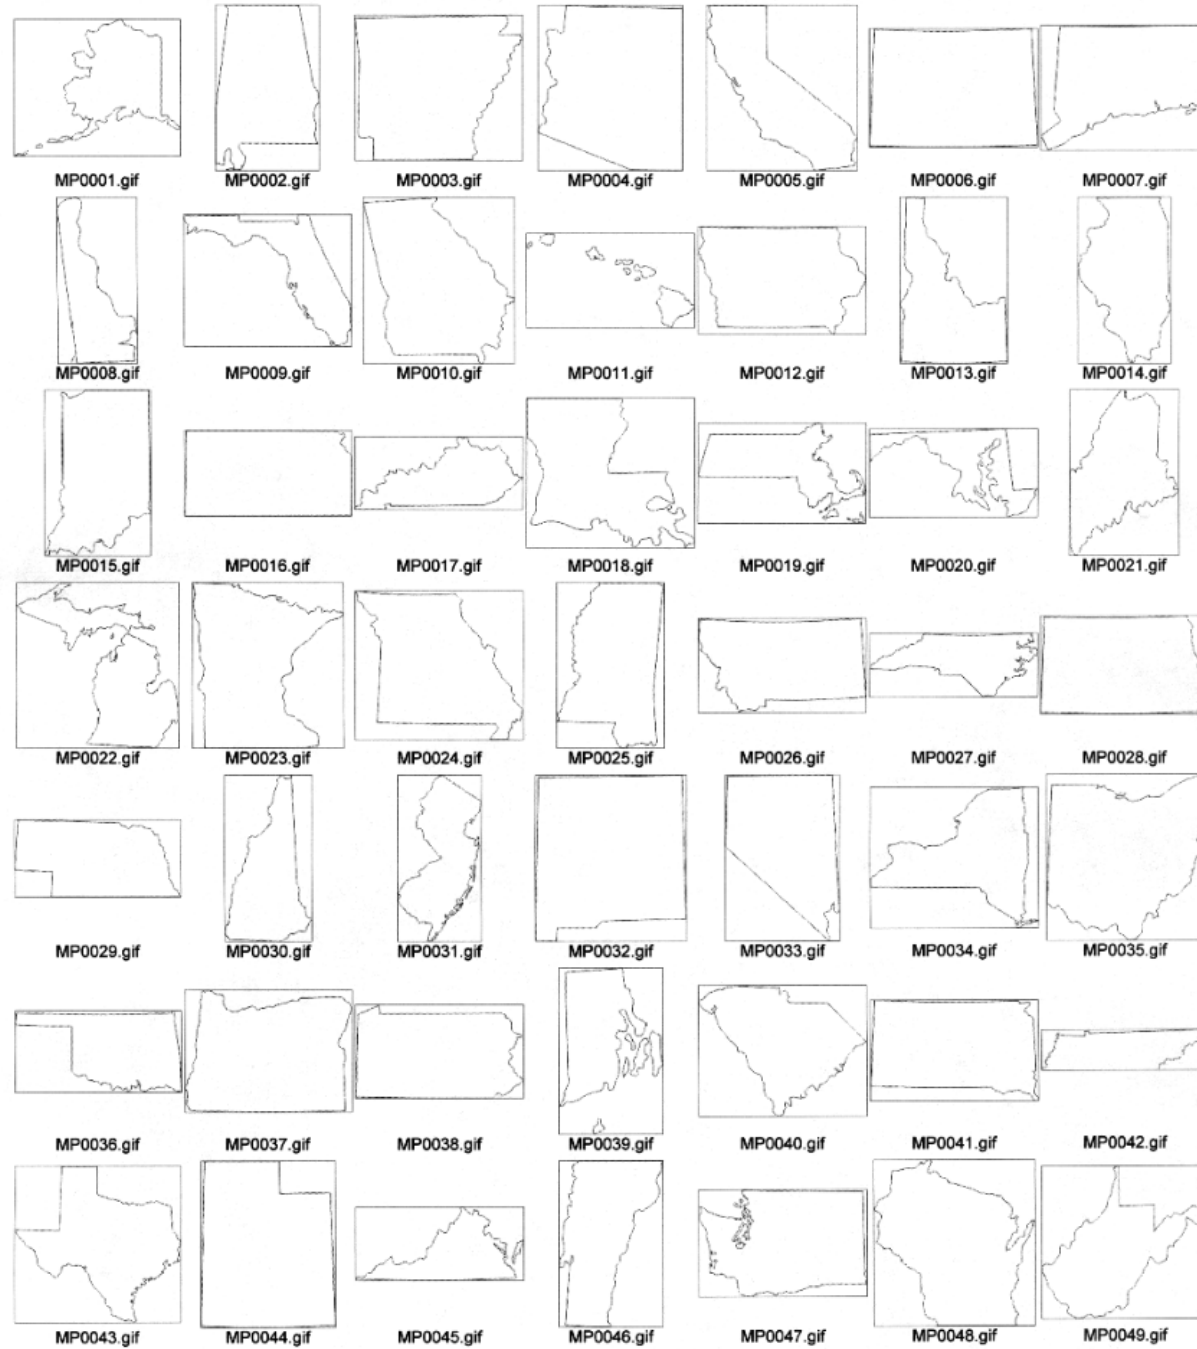 MP0001.gif MP0002.gif MP0003.gif MP0004.gif MP0005.gif MP0006.gif MP0007.gif
MP0008.gif MP0009.gif MP0010.gif MP0011.gif MP0012.gif MP0013.gif MP0014.gif
MP0015.gif MP0016.gif MP0017.gif MP0018.gif MP0019.gif MP0020.gif MP0021.gif
MP0022.gif MP0023.gif MP0024.gif MP0025.gif MP0026.gif MP0027.gif MP0028.gif
MP0029.gif MP0030.gif MP0031.gif MP0032.gif MP0033.gif MP0034.gif MP0035.gif
MP0036.gif MP0037.gif MP0038.gif MP0039.gif MP0040.gif MP0041.gif MP0042.gif
MP0043.gif MP0044.gif MP0045.gif MP0046.gif MP0047.gif MP0048.gif MP0049.gif